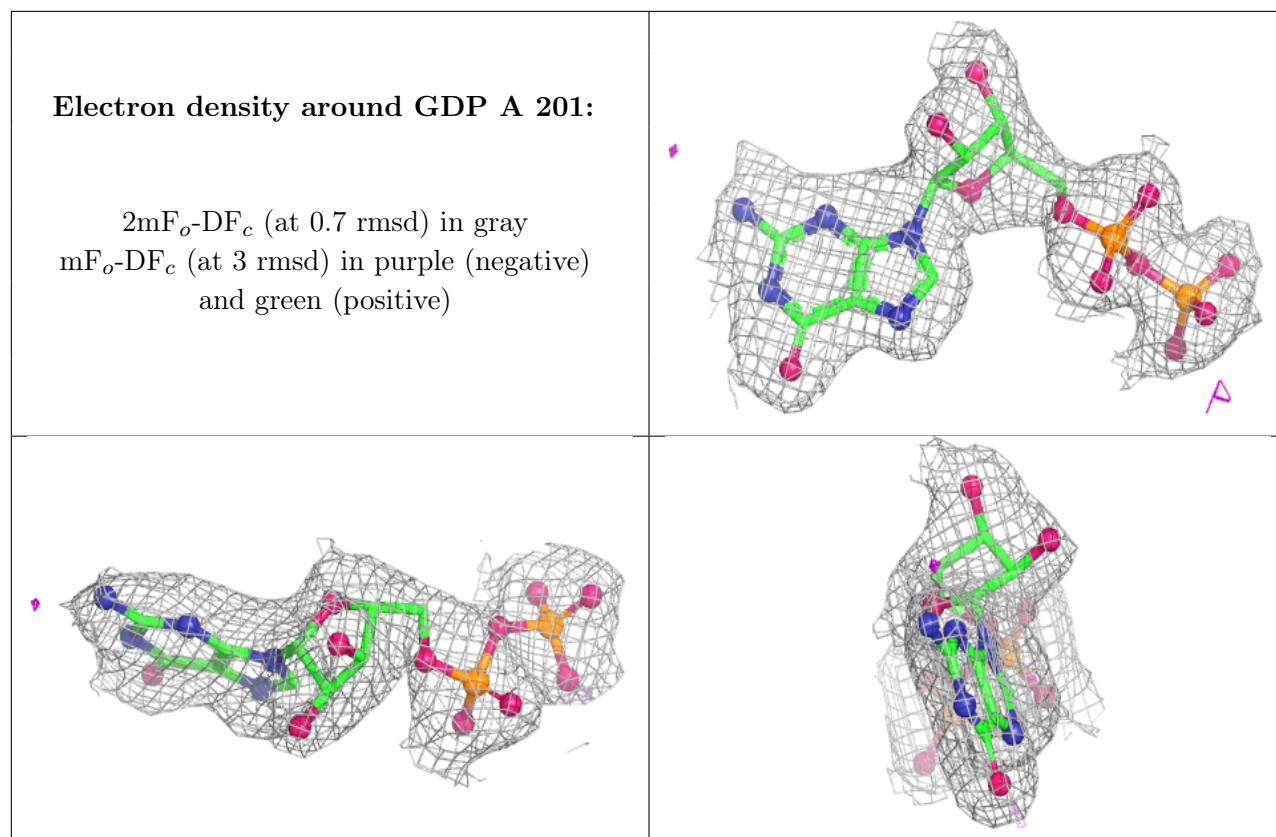 Electron density around GDP A 201:
2mFₒ-DF𝒸 (at 0.7 rmsd) in gray
mFₒ-DF𝒸 (at 3 rmsd) in purple (negative)
and green (positive)